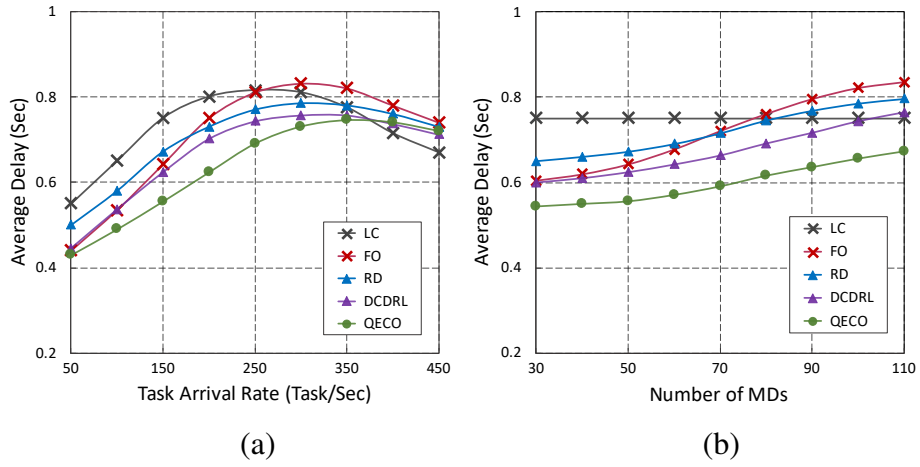 1
0.8
0.6
0.4
0.2
Average Delay (Sec)
LC
FO
RD
DCDRL
QECO
50 150 250 350 450
Task Arrival Rate (Task/Sec)
(a)
1
0.8
0.6
0.4
0.2
Average Delay (Sec)
LC
FO
RD
DCDRL
QECO
30 50 70 90 110
Number of MDs
(b)